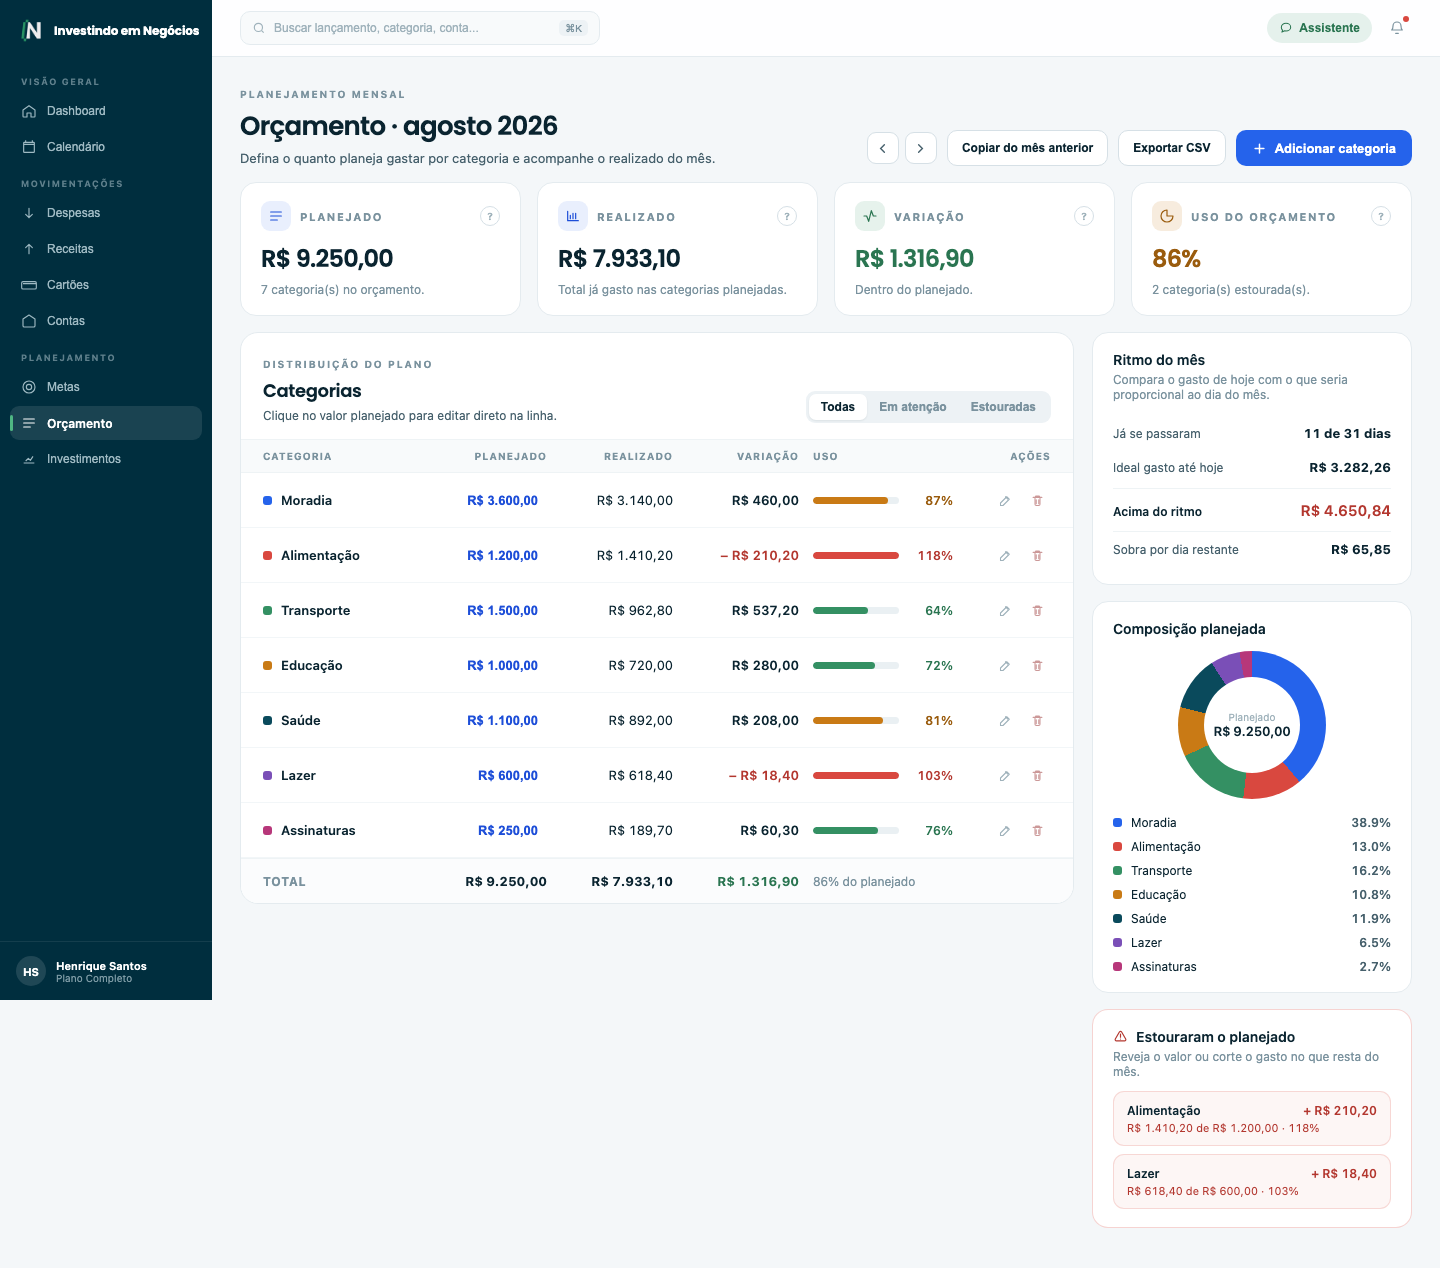 Investindo em Negócios
VISÃO GERAL
Dashboard
Calendário
MOVIMENTAÇÕES
Despesas
Receitas
Cartões
Contas
PLANEJAMENTO
Metas
Orçamento
Investimentos
HS
Henrique Santos
Plano Completo
Buscar lançamento, categoria, conta...
⌘K
Assistente
PLANEJAMENTO MENSAL
Orçamento · agosto 2026
Defina o quanto planeja gastar por categoria e acompanhe o realizado do mês.
Copiar do mês anterior
Exportar CSV
Adicionar categoria
PLANEJADO ?
R$ 9.250,00
7 categoria(s) no orçamento.
REALIZADO ?
R$ 7.933,10
Total já gasto nas categorias planejadas.
VARIAÇÃO ?
R$ 1.316,90
Dentro do planejado.
USO DO ORÇAMENTO ?
86%
2 categoria(s) estourada(s).
DISTRIBUIÇÃO DO PLANO
Categorias
Clique no valor planejado para editar direto na linha.
Todas Em atenção Estouradas
CATEGORIA PLANEJADO REALIZADO VARIAÇÃO USO AÇÕES
Moradia R$ 3.600,00 R$ 3.140,00 R$ 460,00 87%
Alimentação R$ 1.200,00 R$ 1.410,20 – R$ 210,20 118%
Transporte R$ 1.500,00 R$ 962,80 R$ 537,20 64%
Educação R$ 1.000,00 R$ 720,00 R$ 280,00 72%
Saúde R$ 1.100,00 R$ 892,00 R$ 208,00 81%
Lazer R$ 600,00 R$ 618,40 – R$ 18,40 103%
Assinaturas R$ 250,00 R$ 189,70 R$ 60,30 76%
TOTAL R$ 9.250,00 R$ 7.933,10 R$ 1.316,90 86% do planejado
Ritmo do mês
Compara o gasto de hoje com o que seria
proporcional ao dia do mês.
Já se passaram 11 de 31 dias
Ideal gasto até hoje R$ 3.282,26
Acima do ritmo R$ 4.650,84
Sobra por dia restante R$ 65,85
Composição planejada
Planejado
R$ 9.250,00
Moradia 38.9%
Alimentação 13.0%
Transporte 16.2%
Educação 10.8%
Saúde 11.9%
Lazer 6.5%
Assinaturas 2.7%
Estouraram o planejado
Reveja o valor ou corte o gasto no que resta do
mês.
Alimentação + R$ 210,20
R$ 1.410,20 de R$ 1.200,00 · 118%
Lazer + R$ 18,40
R$ 618,40 de R$ 600,00 · 103%